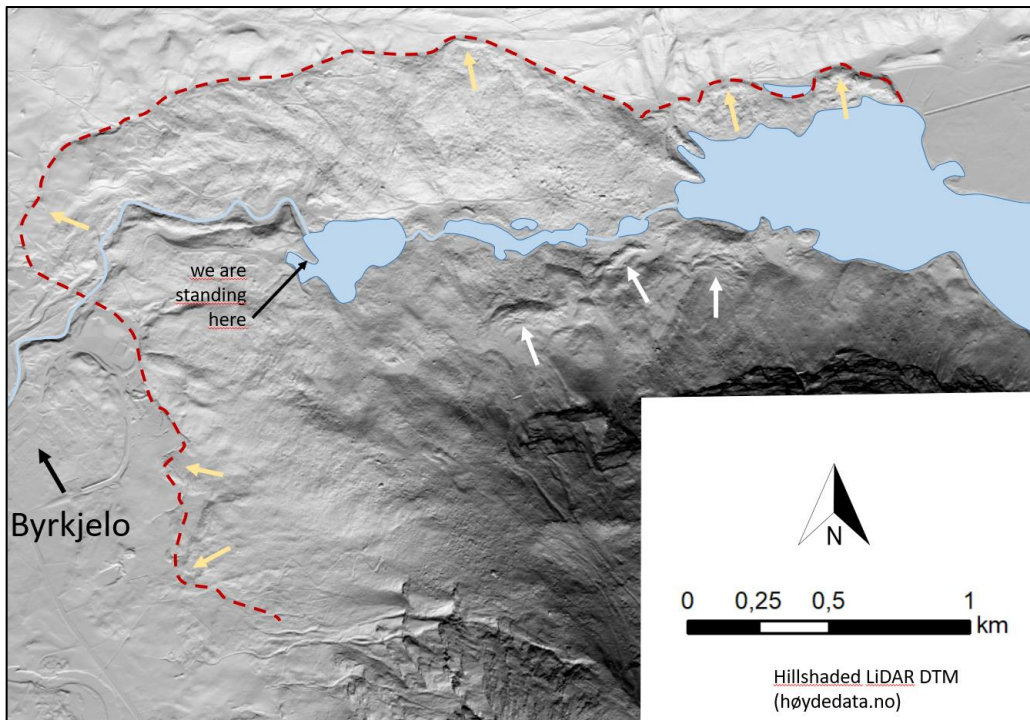 we are
standing
here
Byrkjelo
N
0 0,25 0,5 1
km
Hillshaded LiDAR DTM
(høydedata.no)